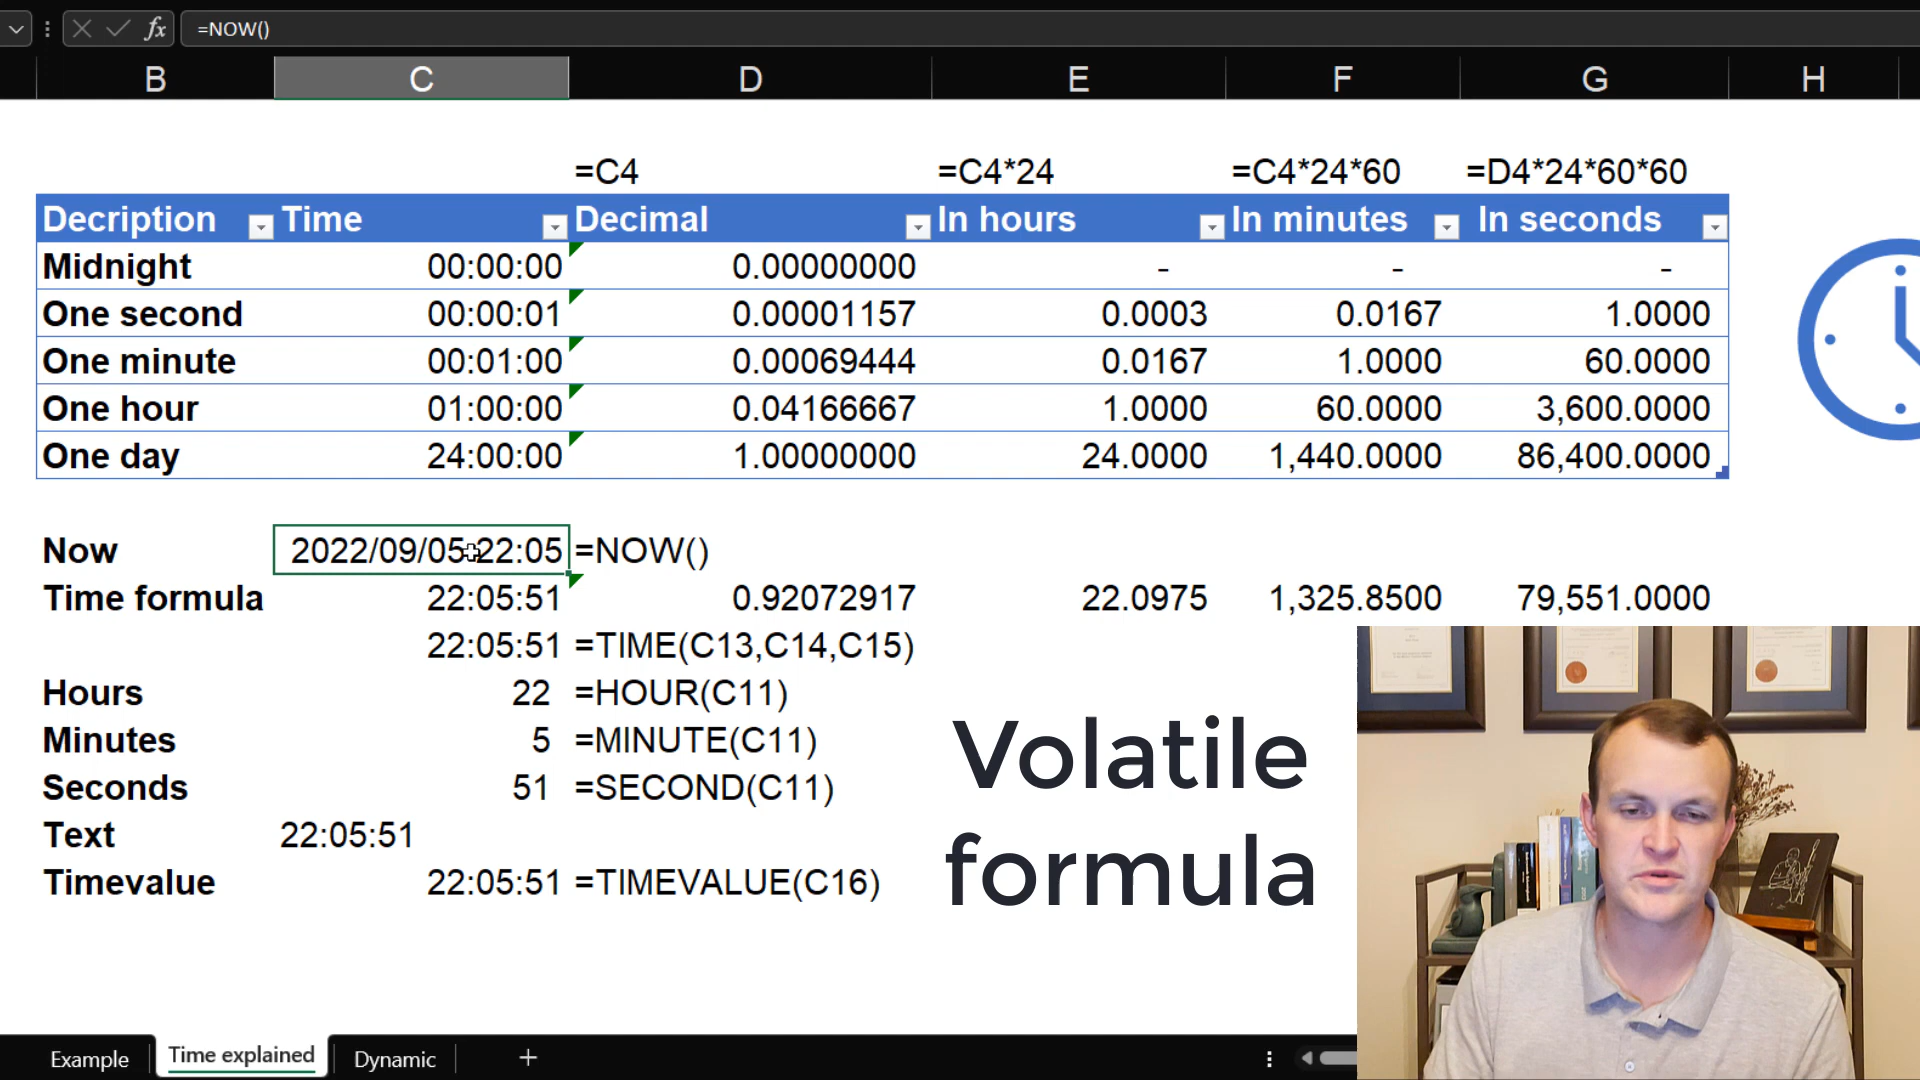 =NOW()
B C D E F G H
=C4 =C4*24 =C4*24*60 =D4*24*60*60
Decription Time Decimal In hours In minutes In seconds
Midnight 00:00:00 0.00000000 - - -
One second 00:00:01 0.00001157 0.0003 0.0167 1.0000
One minute 00:01:00 0.00069444 0.0167 1.0000 60.0000
One hour 01:00:00 0.04166667 1.0000 60.0000 3,600.0000
One day 24:00:00 1.00000000 24.0000 1,440.0000 86,400.0000
Now 2022/09/05 22:05 =NOW()
Time formula 22:05:51 0.92072917 22.0975 1,325.8500 79,551.0000
22:05:51 =TIME(C13,C14,C15)
Hours 22 =HOUR(C11)
Minutes 5 =MINUTE(C11)
Seconds 51 =SECOND(C11)
Text 22:05:51
Timevalue 22:05:51 =TIMEVALUE(C16)
Volatile
formula
Example Time explained Dynamic